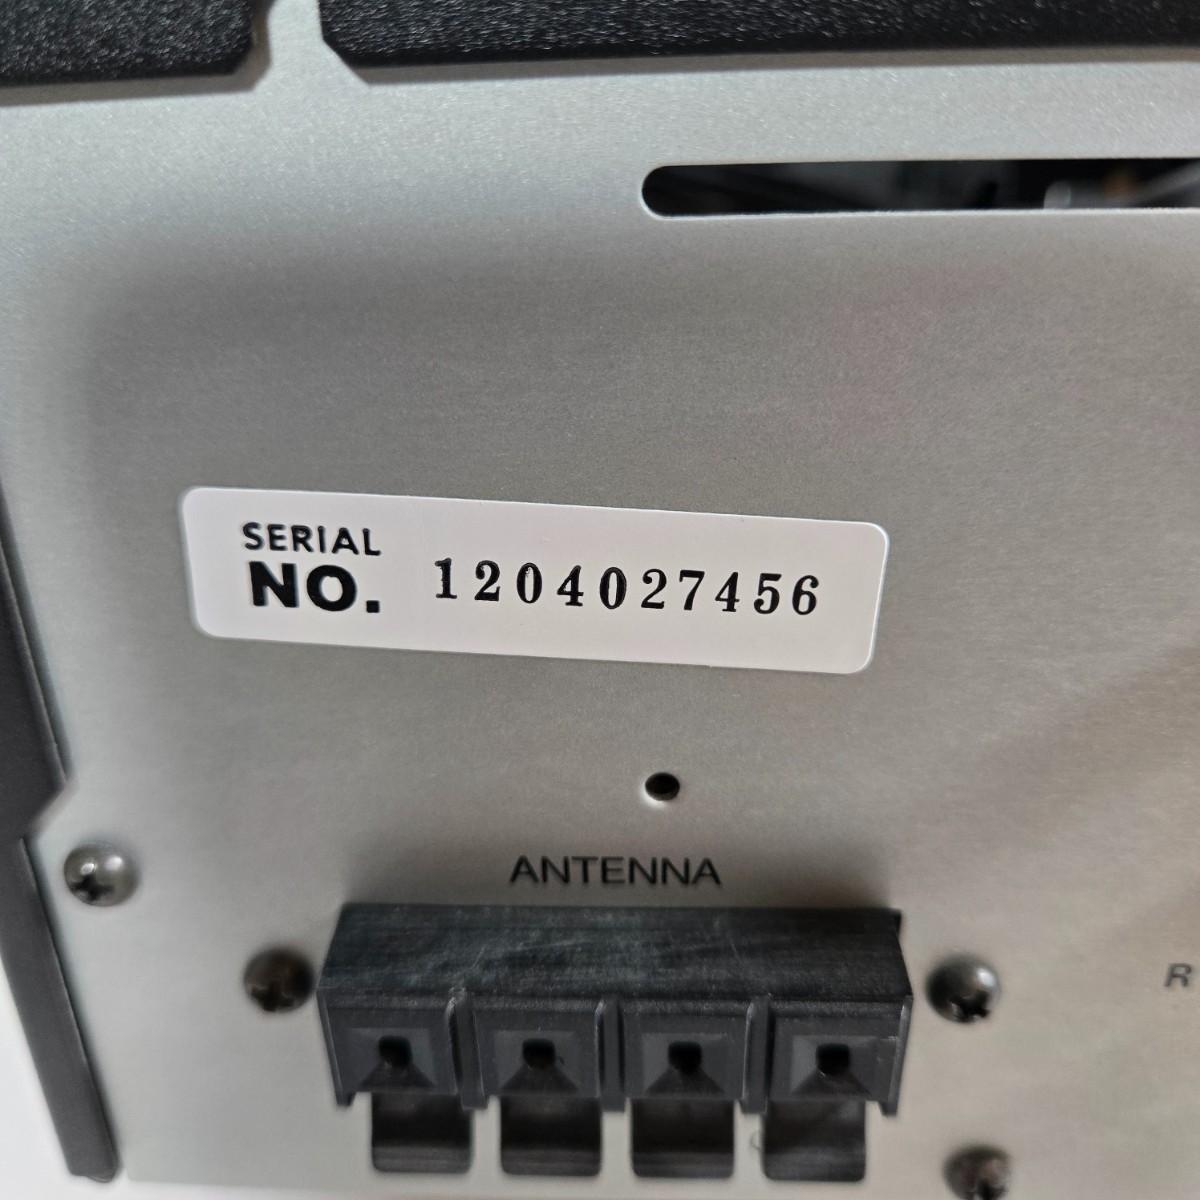 SERIAL
NO. 1204027456
ANTENNA
R